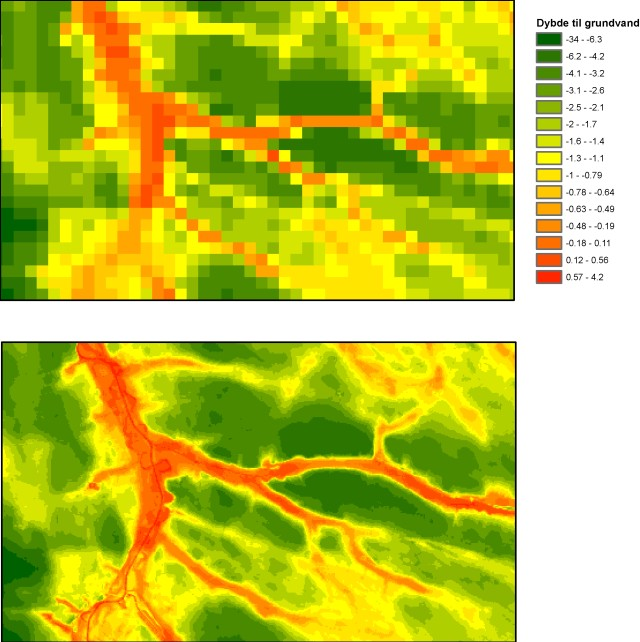 Dybde til grundvand
-34 - -6.3
-6.2 - -4.2
-4.1 - -3.2
-3.1 - -2.6
-2.5 - -2.1
-2 - -1.7
-1.6 - -1.4
-1.3 - -1.1
-1 - -0.79
-0.78 - -0.64
-0.63 - -0.49
-0.48 - -0.19
-0.18 - 0.11
0.12 - 0.56
0.57 - 4.2